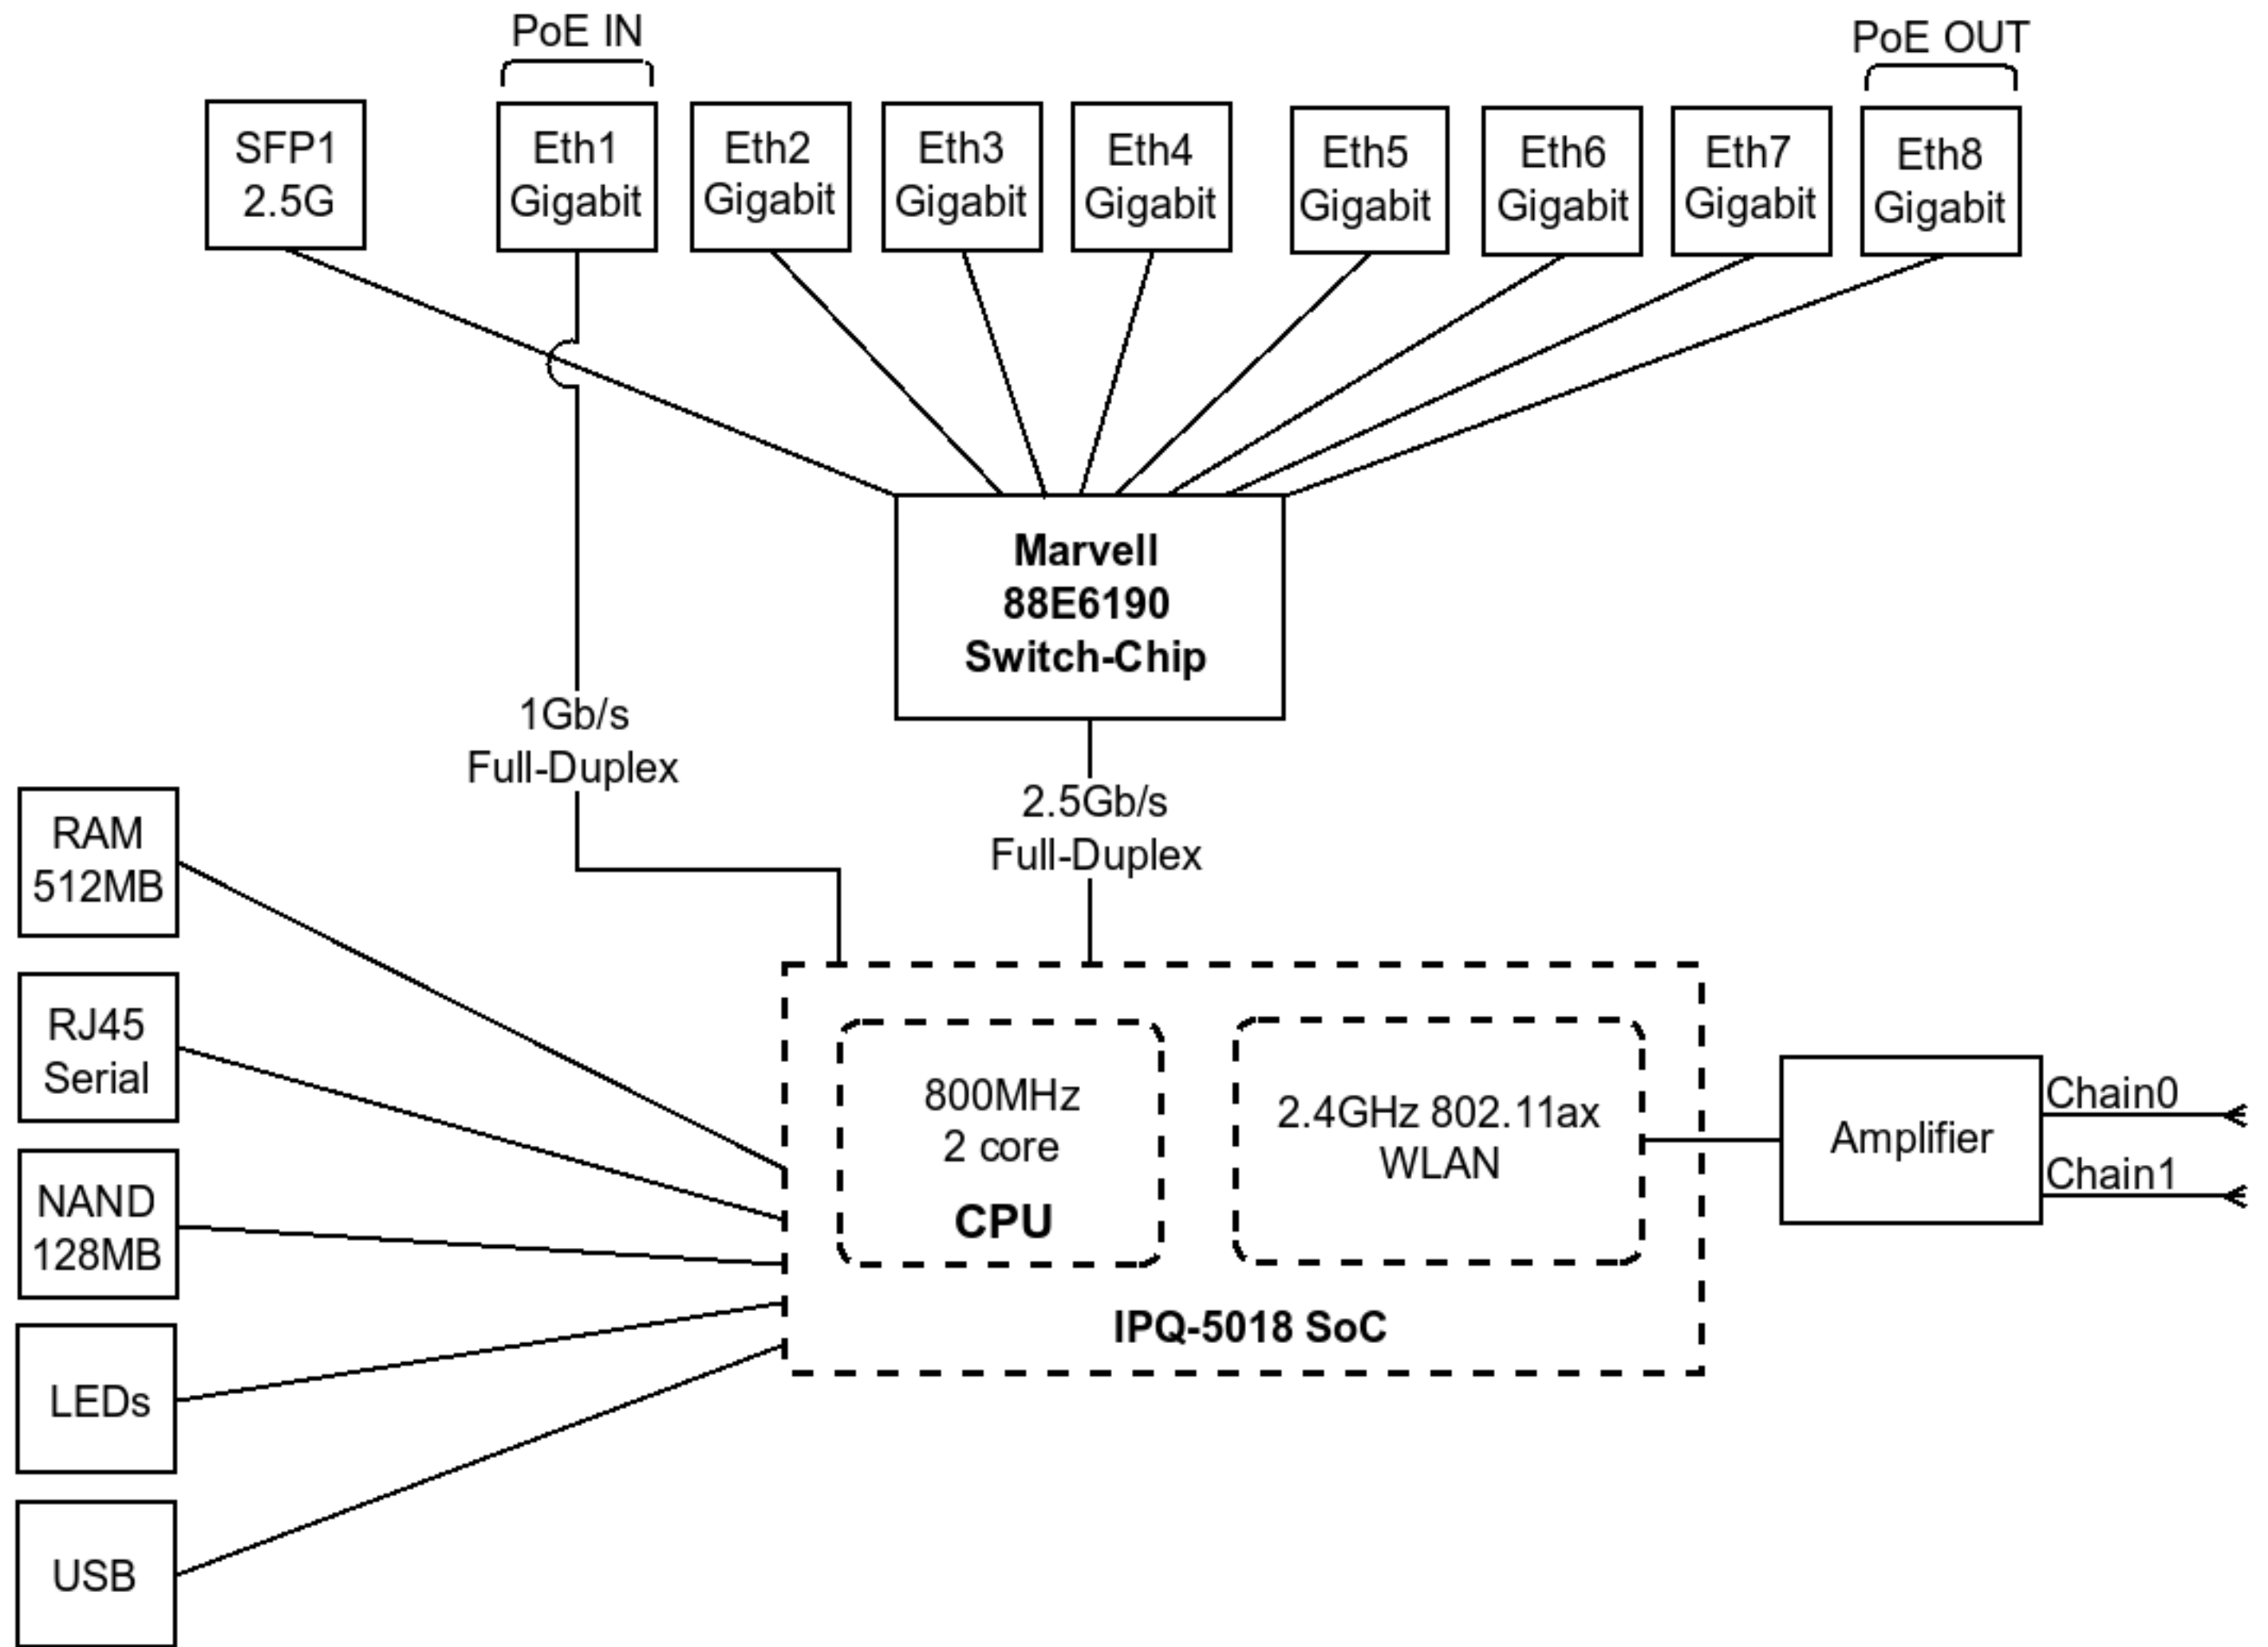 PoE IN
PoE OUT
SFP1
2.5G
Eth1
Gigabit
Eth2
Gigabit
Eth3
Gigabit
Eth4
Gigabit
Eth5
Gigabit
Eth6
Gigabit
Eth7
Gigabit
Eth8
Gigabit
Marvell
88E6190
Switch-Chip
1Gb/s
Full-Duplex
2.5Gb/s
Full-Duplex
RAM
512MB
RJ45
Serial
NAND
128MB
LEDs
USB
800MHz
2 core
CPU
2.4GHz 802.11ax
WLAN
IPQ-5018 SoC
Amplifier
Chain0
Chain1